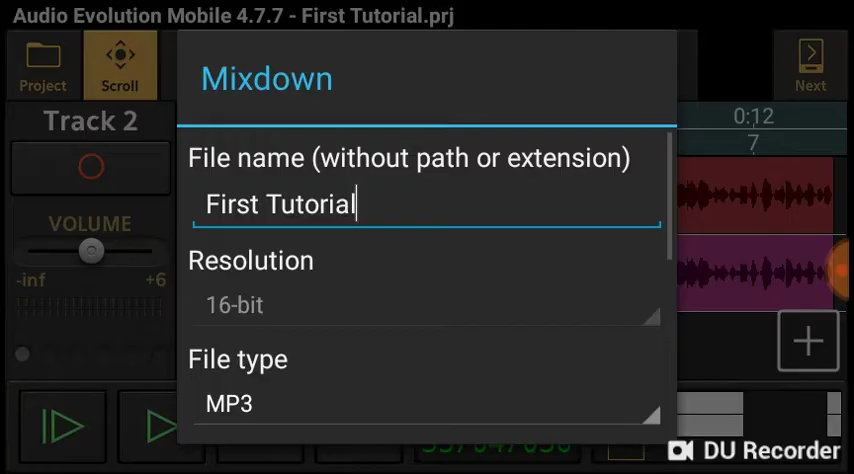 Audio Evolution Mobile 4.7.7 - First Tutorial.prj
Project
Scroll
Next
Mixdown
Track 2
0:12
7
File name (without path or extension)
First Tutorial
VOLUME
-inf
+6
Resolution
16-bit
File type
MP3
DU Recorder